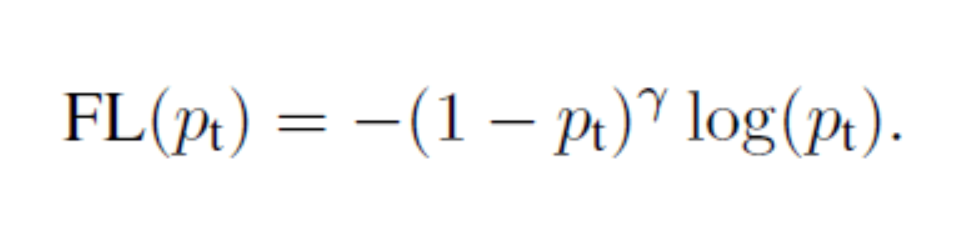 FL(pₜ) = −(1 − pₜ)^γ log(pₜ).